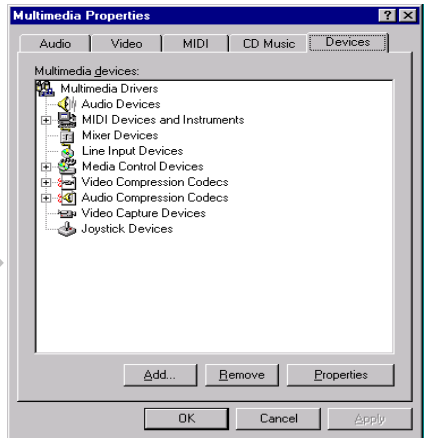 Multimedia Properties
Audio Video MIDI CD Music Devices
Multimedia devices:
Multimedia Drivers
Audio Devices
MIDI Devices and Instruments
Mixer Devices
Line Input Devices
Media Control Devices
Video Compression Codecs
Audio Compression Codecs
Video Capture Devices
Joystick Devices
Add... Remove Properties
OK Cancel Apply